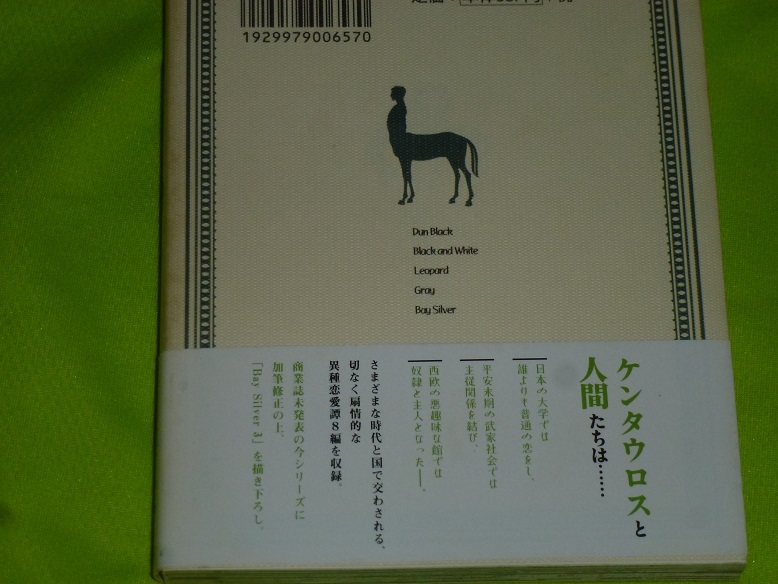 1929979006570
Dun Black
Black and White
Leopard
Gray
Bay Silver
ケンタウロスと
人間たちは……
日本の大学では
誰よりも普通の恋をし、
平安末期の武家社会では
主従関係を結び、
西欧の悪趣味な館では
奴隷と主人となった──。
さまざまな時代と国で交わされる、
切なく扇情的な
異種恋愛譚8編を収録。
商業誌未発表の今シリーズに
加筆修正の上、
「Bay Silver 3」を描き下ろし。